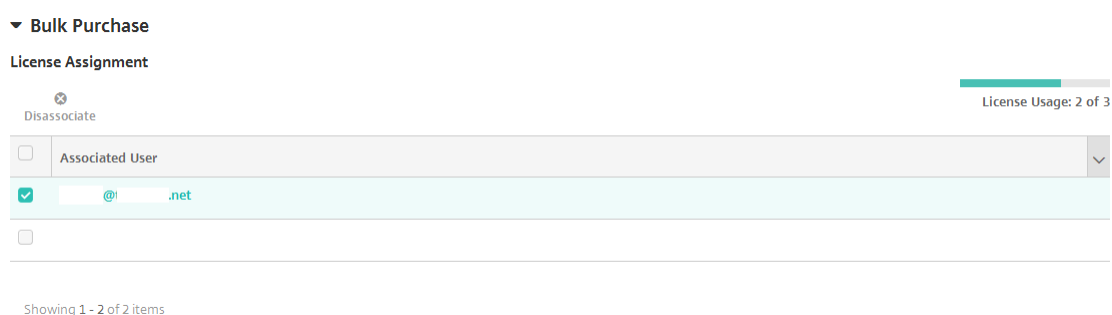 Bulk Purchase
License Assignment
Disassociate
License Usage: 2 of 3
Associated User
@ .net
Showing 1 - 2 of 2 items